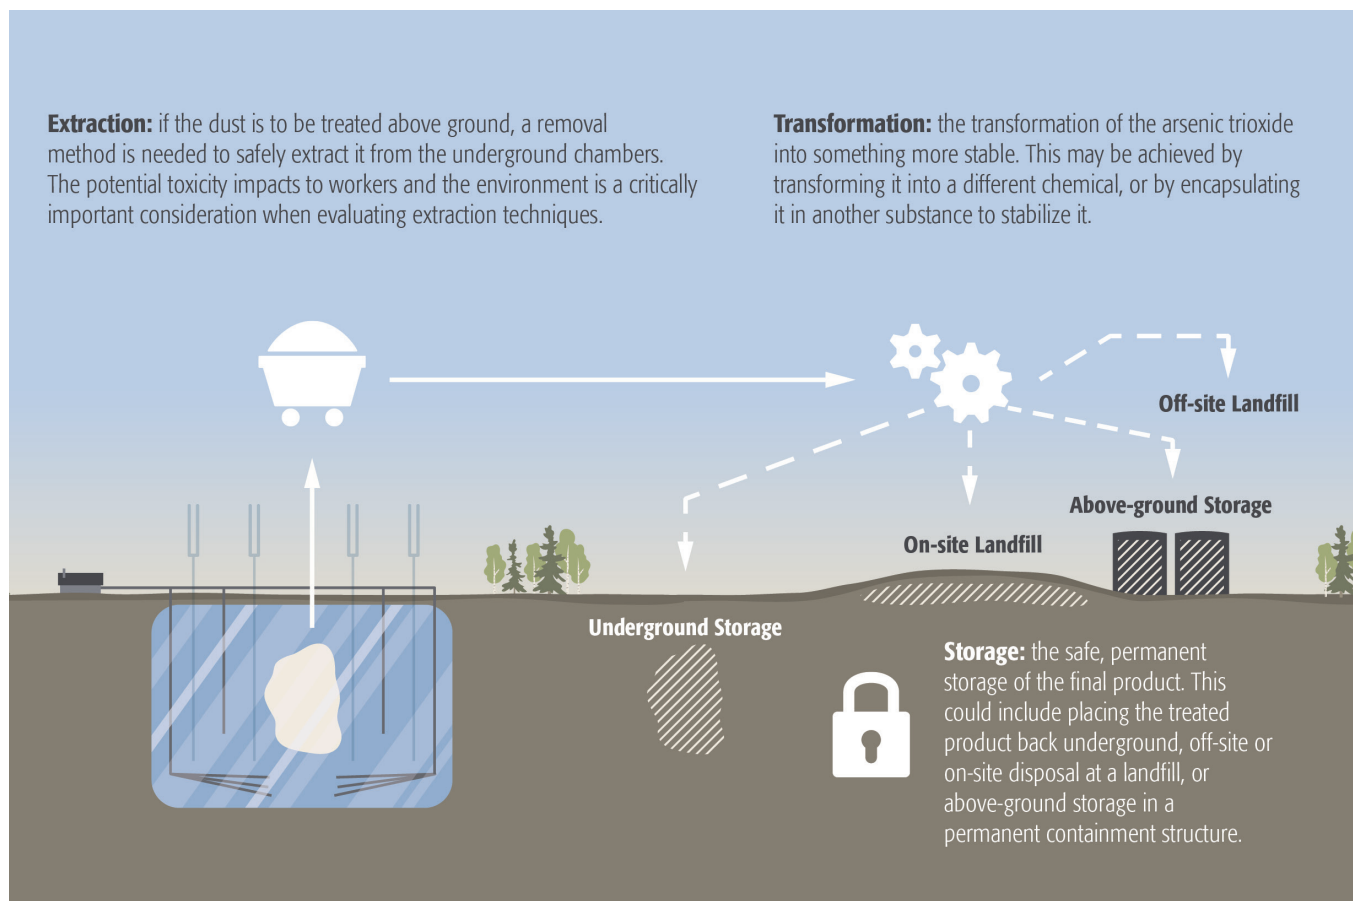 Extraction: if the dust is to be treated above ground, a removal
method is needed to safely extract it from the underground chambers.
The potential toxicity impacts to workers and the environment is a critically
important consideration when evaluating extraction techniques.
Transformation: the transformation of the arsenic trioxide
into something more stable. This may be achieved by
transforming it into a different chemical, or by encapsulating
it in another substance to stabilize it.
Off-site Landfill
Above-ground Storage
On-site Landfill
Underground Storage
Storage: the safe, permanent
storage of the final product. This
could include placing the treated
product back underground, off-site or
on-site disposal at a landfill, or
above-ground storage in a
permanent containment structure.